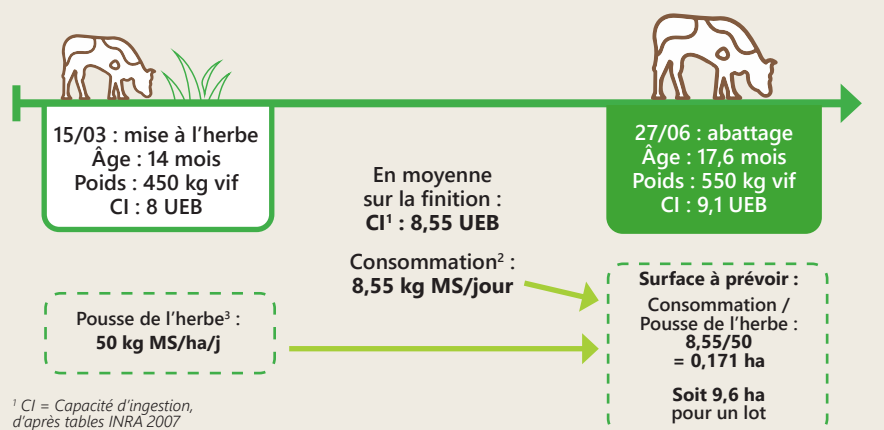 15/03 : mise à l'herbe
Âge : 14 mois
Poids : 450 kg vif
CI : 8 UEB
En moyenne
sur la finition :
CI¹ : 8,55 UEB
Consommation² :
8,55 kg MS/jour
27/06 : abattage
Âge : 17,6 mois
Poids : 550 kg vif
CI : 9,1 UEB
Pousse de l'herbe³ :
50 kg MS/ha/j
Surface à prévoir :
Consommation /
Pousse de l'herbe :
8,55/50
= 0,171 ha
Soit 9,6 ha
pour un lot
¹ CI = Capacité d'ingestion,
d'après tables INRA 2007